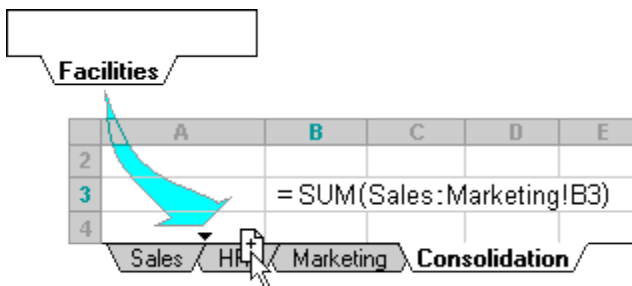 Facilities
A B C D E
2
3 =SUM(Sales:Marketing!B3)
4
Sales Marketing Consolidation